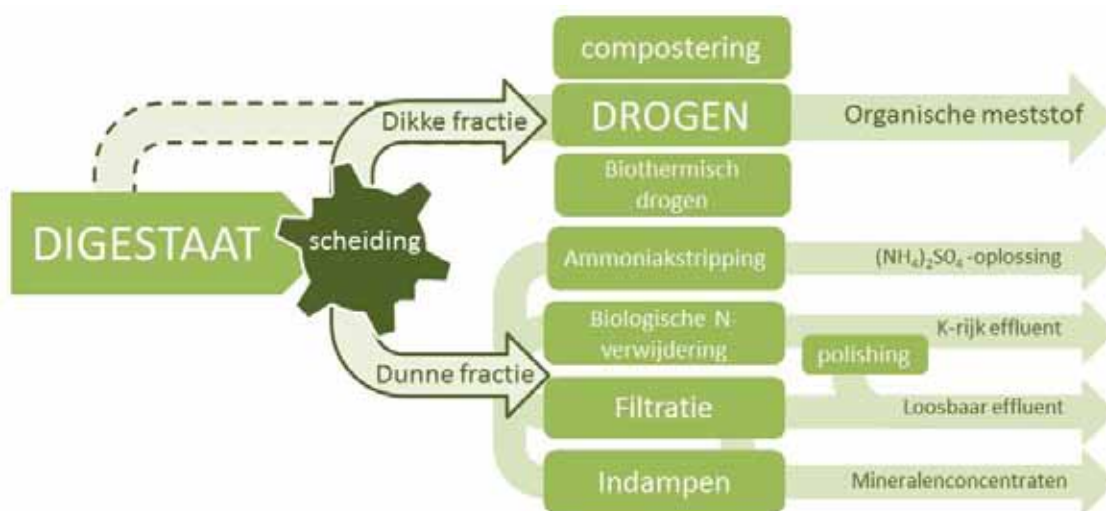 compostering
Dikke fractie
DROGEN
Organische meststof
Biothermisch
drogen
DIGESTAAT
scheiding
Ammoniakstripping
(NH₄)₂SO₄-oplossing
Biologische N
verwijdering
K-rijk effluent
polishing
Dunne fractie
Filtratie
Loosbaar effluent
Indampen
Mineralenconcentraten